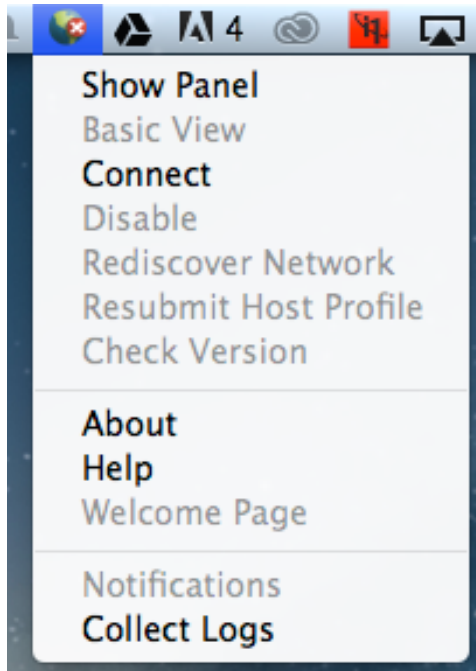 4
Show Panel
Basic View
Connect
Disable
Rediscover Network
Resubmit Host Profile
Check Version
About
Help
Welcome Page
Notifications
Collect Logs